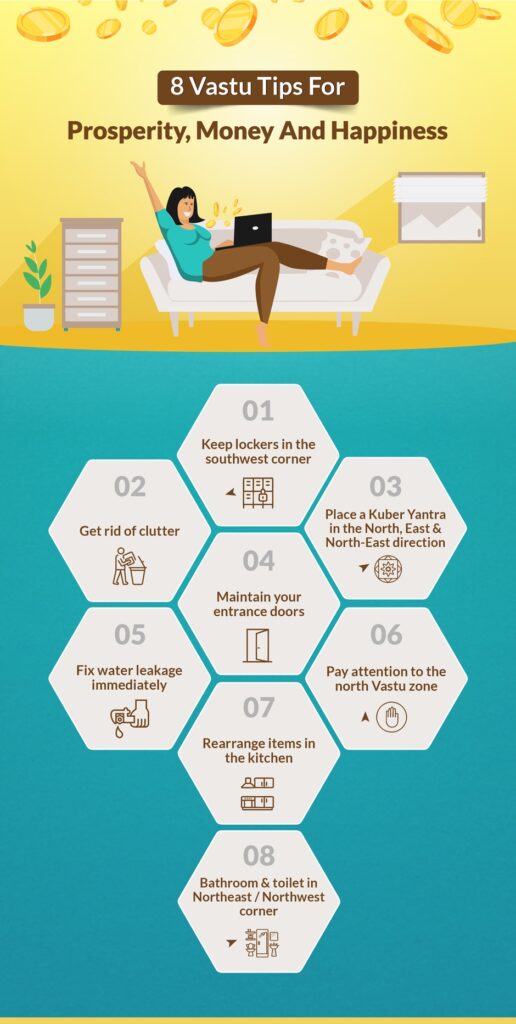 8 Vastu Tips For
Prosperity, Money And Happiness
01
Keep lockers in the
southwest corner
02
Get rid of clutter
03
Place a Kuber Yantra
in the North, East &
North-East direction
04
Maintain your
entrance doors
05
Fix water leakage
immediately
06
Pay attention to the
north Vastu zone
07
Rearrange items in
the kitchen
08
Bathroom & toilet in
Northeast / Northwest
corner